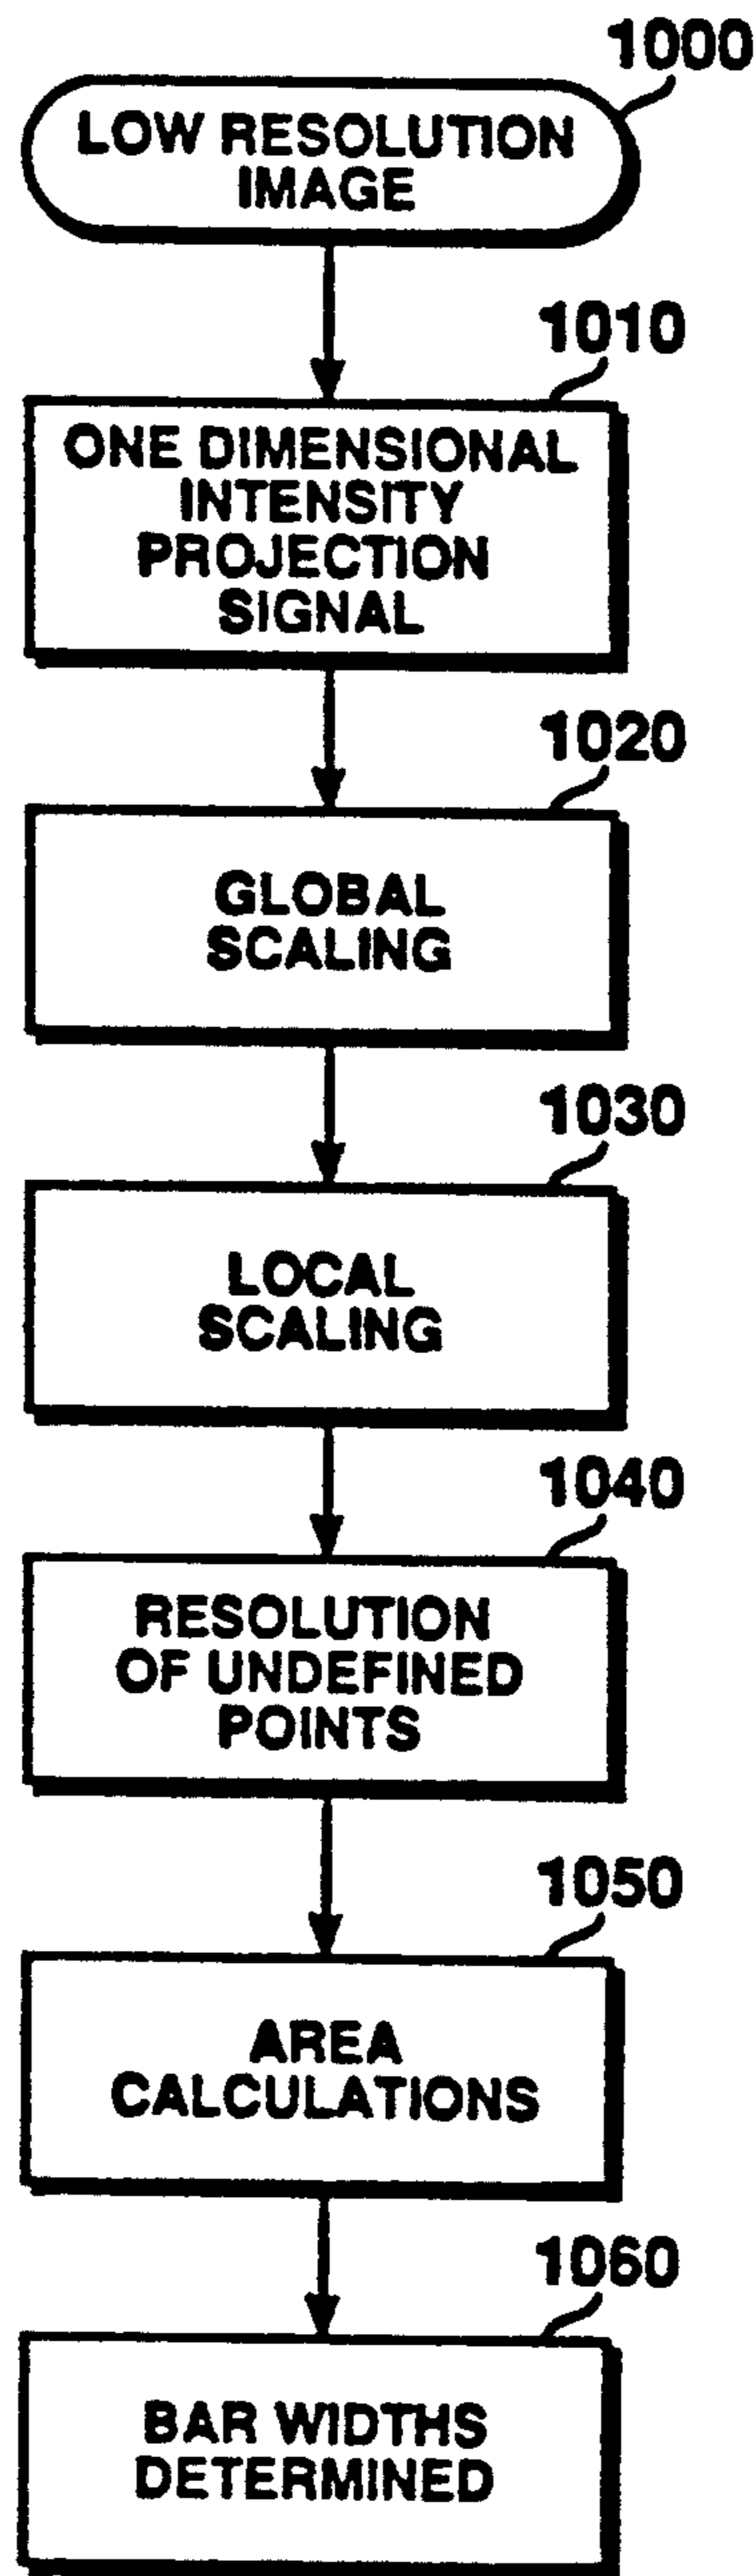 1000
LOW RESOLUTION
IMAGE
1010
ONE DIMENSIONAL
INTENSITY
PROJECTION
SIGNAL
1020
GLOBAL
SCALING
1030
LOCAL
SCALING
1040
RESOLUTION
OF UNDEFINED
POINTS
1050
AREA
CALCULATIONS
1060
BAR WIDTHS
DETERMINED